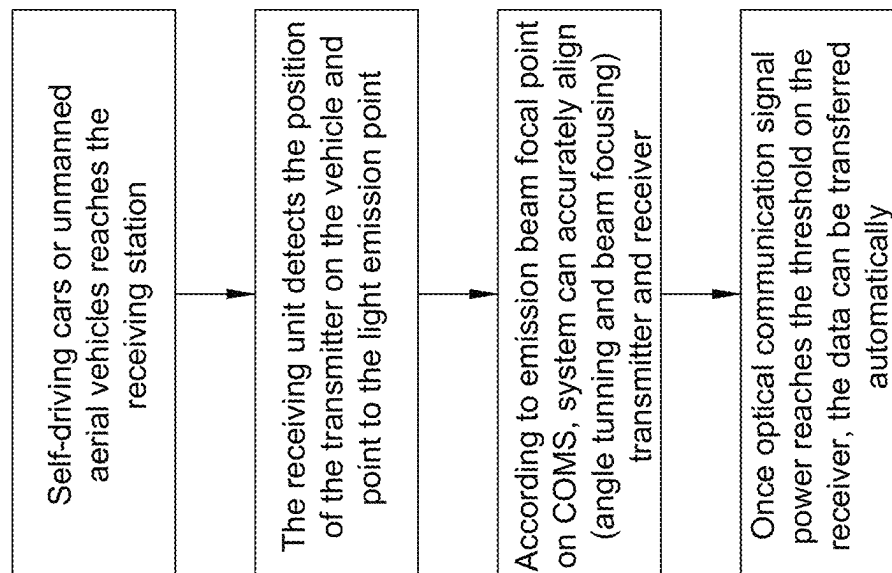 Self-driving cars or unmanned
aerial vehicles reaches the
receiving station
The receiving unit detects the position
of the transmitter on the vehicle and
point to the light emission point
According to emission beam focal point
on COMS, system can accurately align
(angle tunning and beam focusing)
transmitter and receiver
Once optical communication signal
power reaches the threshold on the
receiver, the data can be transferred
automatically